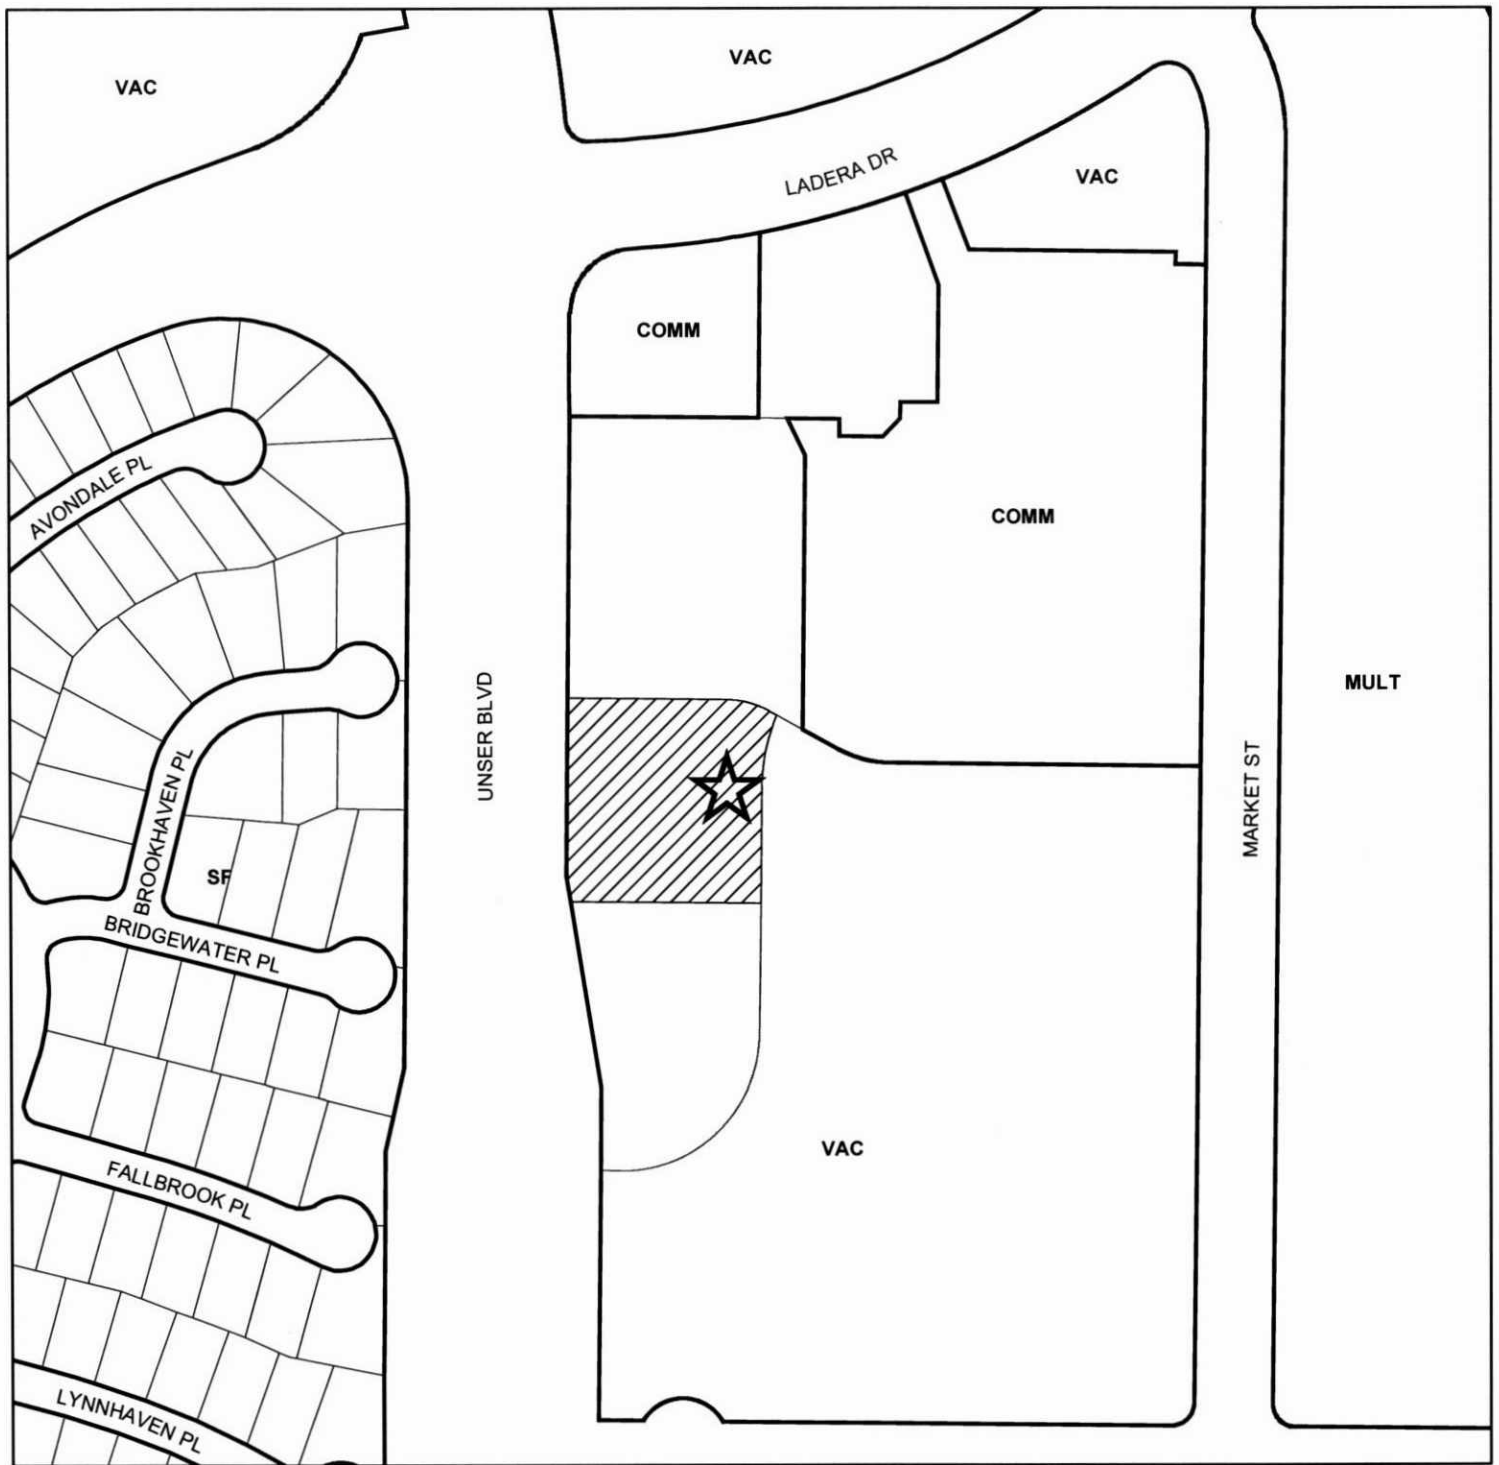 VAC
VAC
LADERA DR
VAC
COMM
AVONDALE PL
COMM
UNSER BLVD
MULT
MARKET ST
BROOKHAVEN PL
SF
BRIDGEWATER PL
VAC
FALLBROOK PL
LYNNHAVEN PL